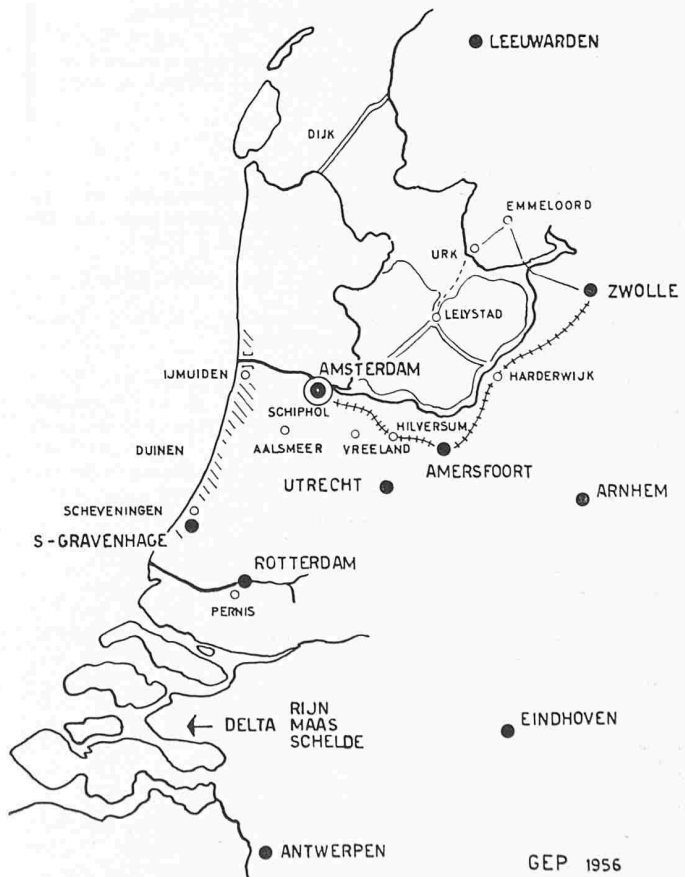 LEEUWARDEN
DIJK
EMMELOORD
URK
ZWOLLE
LELYSTAD
IJMUIDEN
AMSTERDAM
HARDERWIJK
SCHIPHOL
HILVERSUM
AALSMEER
VREELAND
DUINEN
AMERSFOORT
UTRECHT
ARNHEM
SCHEVENINGEN
S-GRAVENHAGE
ROTTERDAM
PERNIS
RIJN
DELTA MAAS
SCHELDE
EINDHOVEN
ANTWERPEN
GEP 1956